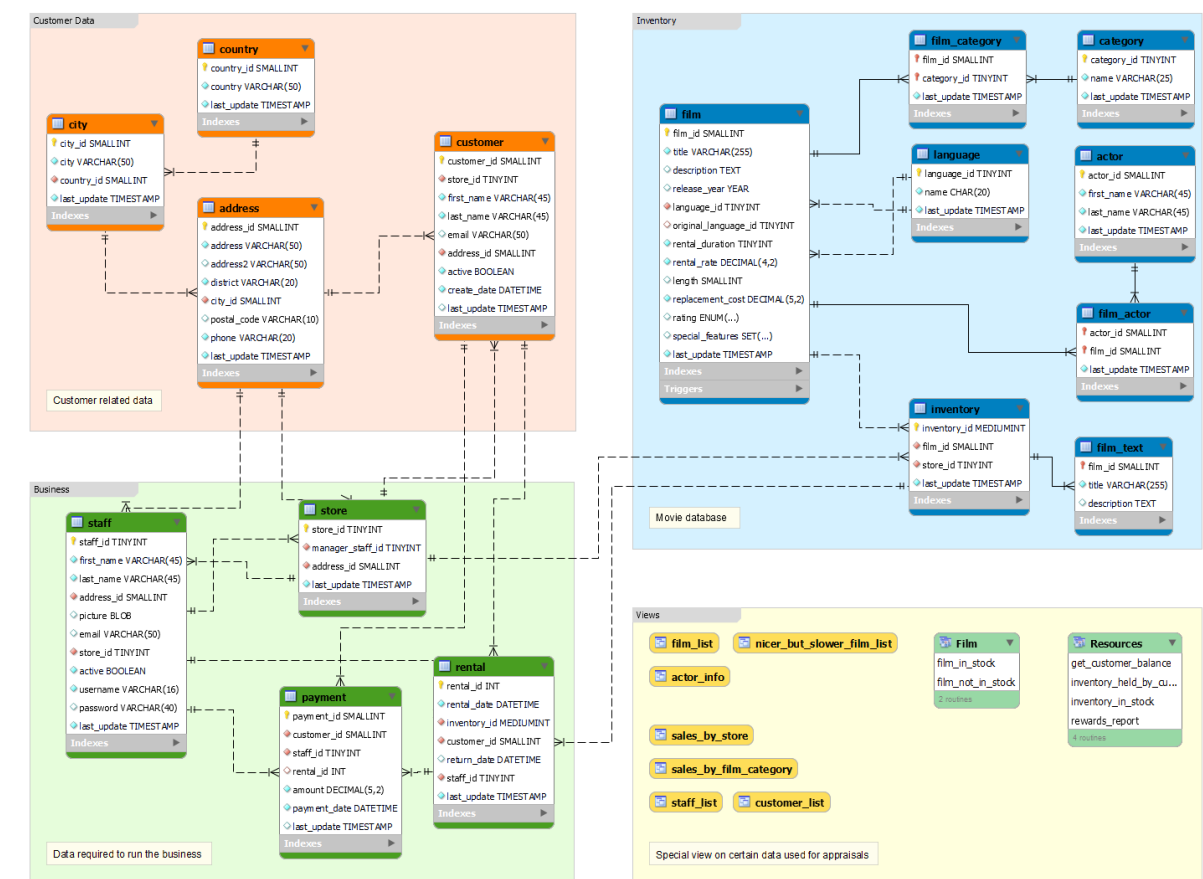 Customer Data
country
country_id SMALLINT
country VARCHAR(50)
last_update TIMESTAMP
Indexes
city
city_id SMALLINT
city VARCHAR(50)
country_id SMALLINT
last_update TIMESTAMP
Indexes
address
address_id SMALLINT
address VARCHAR(50)
address2 VARCHAR(50)
district VARCHAR(20)
city_id SMALLINT
postal_code VARCHAR(10)
phone VARCHAR(20)
last_update TIMESTAMP
Indexes
customer
customer_id SMALLINT
store_id TINYINT
first_name VARCHAR(45)
last_name VARCHAR(45)
email VARCHAR(50)
address_id SMALLINT
active BOOLEAN
create_date DATETIME
last_update TIMESTAMP
Indexes
Customer related data
Inventory
film
film_id SMALLINT
title VARCHAR(255)
description TEXT
release_year YEAR
language_id TINYINT
original_language_id TINYINT
rental_duration TINYINT
rental_rate DECIMAL(4,2)
length SMALLINT
replacement_cost DECIMAL(5,2)
rating ENUM(...)
special_features SET(...)
last_update TIMESTAMP
Indexes
Triggers
film_category
film_id SMALLINT
category_id TINYINT
last_update TIMESTAMP
Indexes
category
category_id TINYINT
name VARCHAR(25)
last_update TIMESTAMP
Indexes
language
language_id TINYINT
name CHAR(20)
last_update TIMESTAMP
Indexes
actor
actor_id SMALLINT
first_name VARCHAR(45)
last_name VARCHAR(45)
last_update TIMESTAMP
Indexes
film_actor
actor_id SMALLINT
film_id SMALLINT
last_update TIMESTAMP
Indexes
inventory
inventory_id MEDIUMINT
film_id SMALLINT
store_id TINYINT
last_update TIMESTAMP
Indexes
film_text
film_id SMALLINT
title VARCHAR(255)
description TEXT
Indexes
Movie database
Business
staff
staff_id TINYINT
first_name VARCHAR(45)
last_name VARCHAR(45)
address_id SMALLINT
picture BLOB
email VARCHAR(50)
store_id TINYINT
active BOOLEAN
username VARCHAR(16)
password VARCHAR(40)
last_update TIMESTAMP
Indexes
store
store_id TINYINT
manager_staff_id TINYINT
address_id SMALLINT
last_update TIMESTAMP
Indexes
payment
payment_id SMALLINT
customer_id SMALLINT
staff_id TINYINT
rental_id INT
amount DECIMAL(5,2)
payment_date DATETIME
last_update TIMESTAMP
Indexes
rental
rental_id INT
rental_date DATETIME
inventory_id MEDIUMINT
customer_id SMALLINT
return_date DATETIME
staff_id TINYINT
last_update TIMESTAMP
Indexes
Data required to run the business
Views
film_list
nicer_but_slower_film_list
actor_info
sales_by_store
sales_by_film_category
staff_list
customer_list
Film
film_in_stock
film_not_in_stock
2 routines
Resources
get_customer_balance
inventory_held_by_cu...
inventory_in_stock
rewards_report
4 routines
Special view on certain data used for appraisals